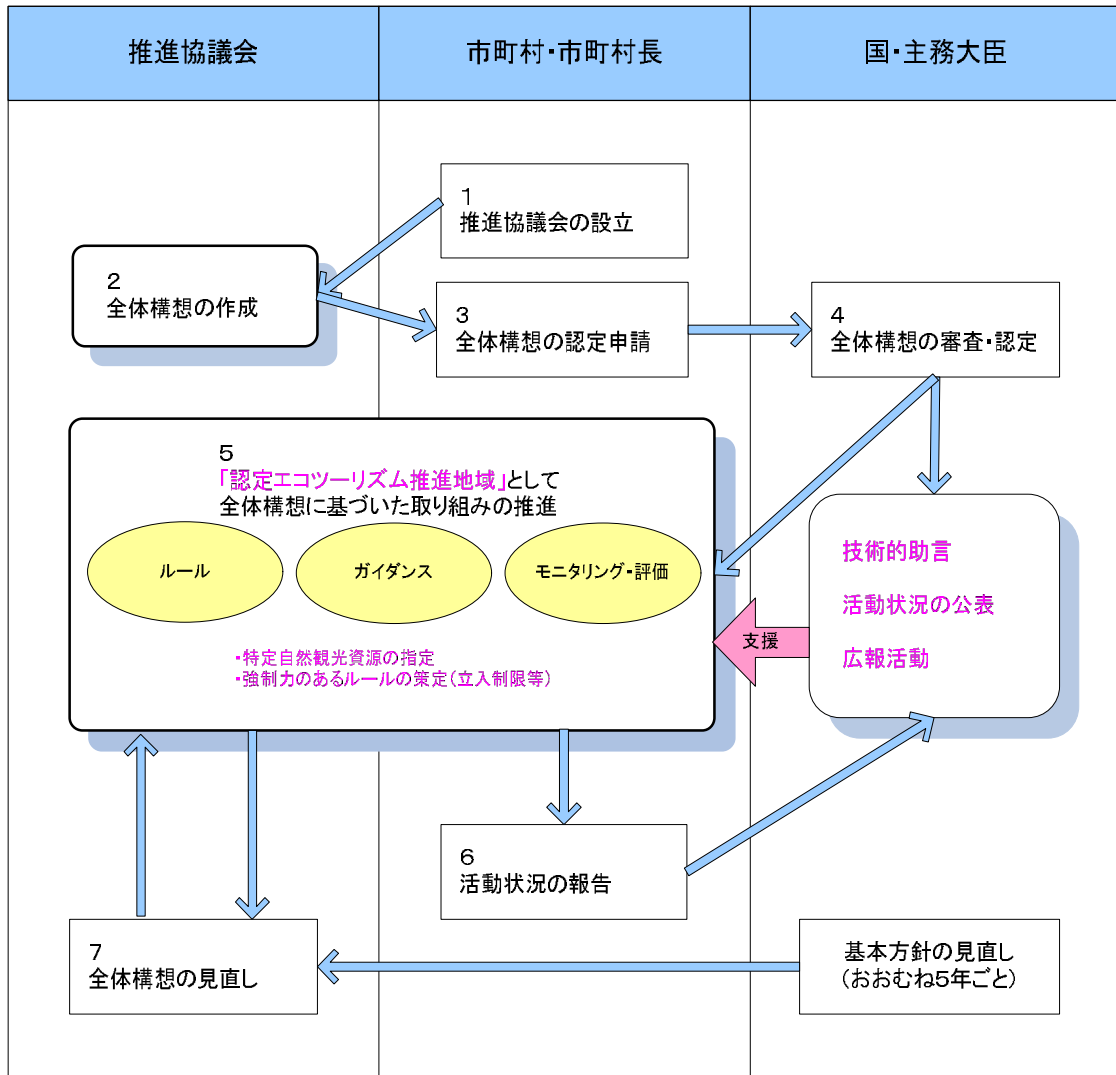 推進協議会
市町村・市町村長
国・主務大臣
1
推進協議会の設立
2
全体構想の作成
3
全体構想の認定申請
4
全体構想の審査・認定
5
「認定エコツーリズム推進地域」として
全体構想に基づいた取り組みの推進
ルール
ガイダンス
モニタリング・評価
・特定自然観光資源の指定
・強制力のあるルールの策定(立入制限等)
支援
技術的助言
活動状況の公表
広報活動
6
活動状況の報告
7
全体構想の見直し
基本方針の見直し
(おおむね5年ごと)